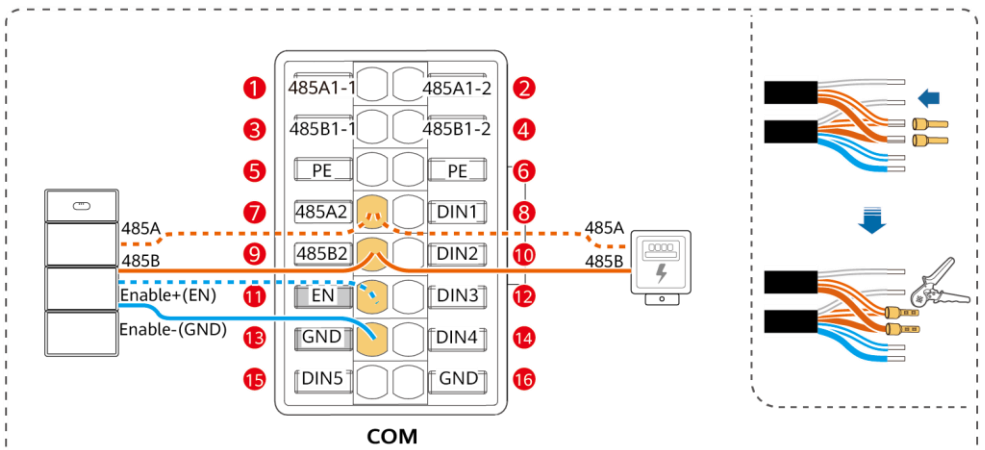 1 485A1-1 485A1-2 2
3 485B1-1 485B1-2 4
5 PE PE 6
7 485A2 DIN1 8
485A 485A
9 485B2 DIN2 10
485B 485B
11 EN DIN3 12
Enable+(EN)
13 GND DIN4 14
Enable-(GND)
15 DIN5 GND 16
COM